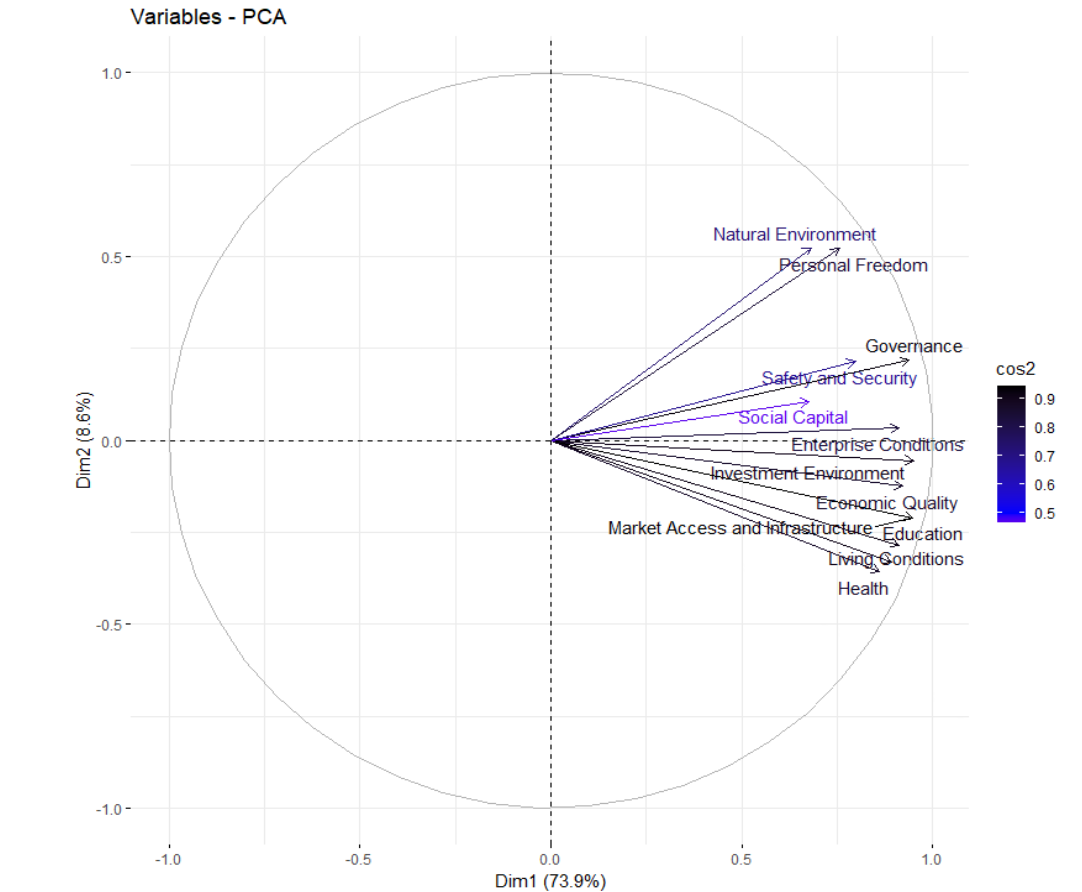 Variables - PCA
1.0
0.5
0.0
-0.5
-1.0
Dim2 (8.6%)
Natural Environment
Personal Freedom
Governance
Safety and Security
Social Capital
Enterprise Conditions
Investment Environment
Economic Quality
Market Access and Infrastructure
Education
Living Conditions
Health
-1.0
-0.5
0.0
0.5
1.0
Dim1 (73.9%)
cos2
0.9
0.8
0.7
0.6
0.5